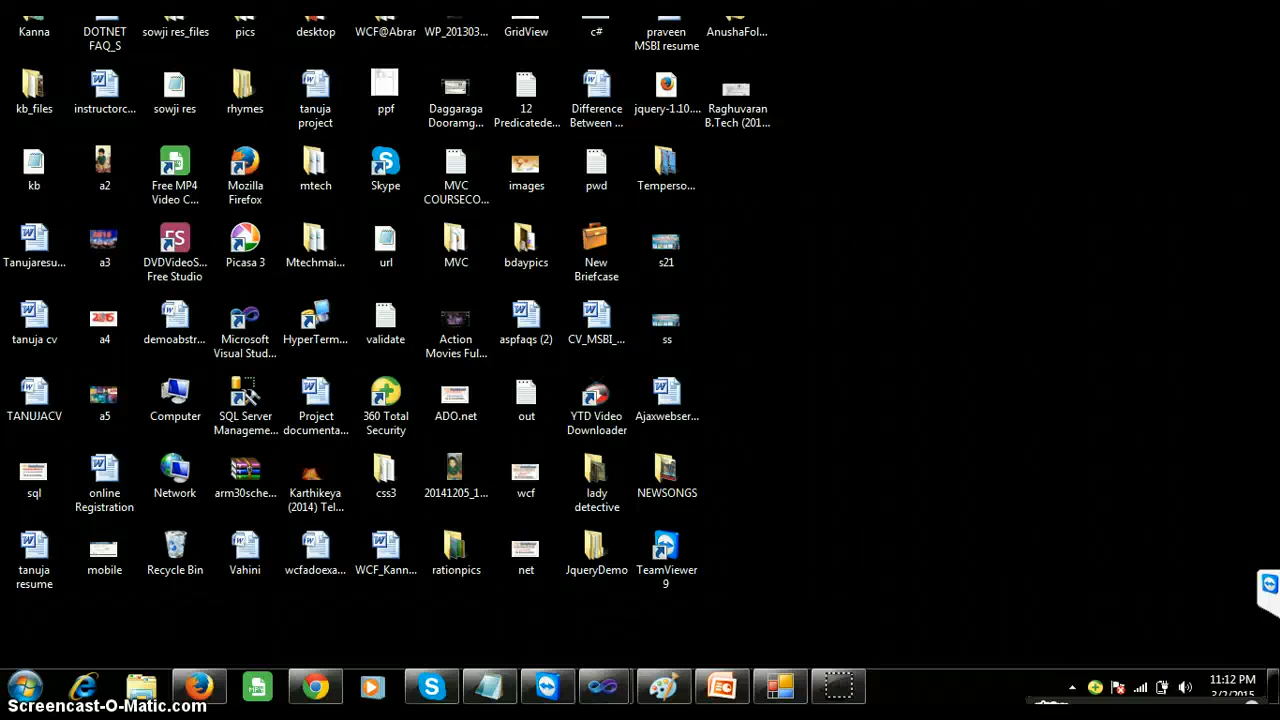 Kanna DOTNET FAQ_S sowji res_files pics desktop WCF@Abrar WP_201303... GridView c# praveen MSBI resume AnushaFol...
kb_files instructorc... sowji res rhymes tanuja project ppf Daggaraga Dooramg... 12 Predicatede... Difference Between ... jquery-1.10.... Raghuvaran B.Tech (201...
kb a2 Free MP4 Video C... Mozilla Firefox mtech Skype MVC COURSECO... images pwd Temperso...
Tanujaresu... a3 DVDVideoS... Free Studio Picasa 3 Mtechmai... url MVC bdaypics New Briefcase s21
tanuja cv a4 demoabstr... Microsoft Visual Stud... HyperTerm... validate Action Movies Ful... aspfaqs (2) CV_MSBI_... ss
TANUJACV a5 Computer SQL Server Manageme... Project documenta... 360 Total Security ADO.net out YTD Video Downloader Ajaxwebser...
sql online Registration Network arm30sche... Karthikeya (2014) Tel... css3 20141205_1... wcf lady detective NEWSONGS
tanuja resume mobile Recycle Bin Vahini wcfadoexa... WCF_Kann... rationpics net JqueryDemo TeamViewer 9
11:12 PM
3/2/2015
Screencast-O-Matic.com